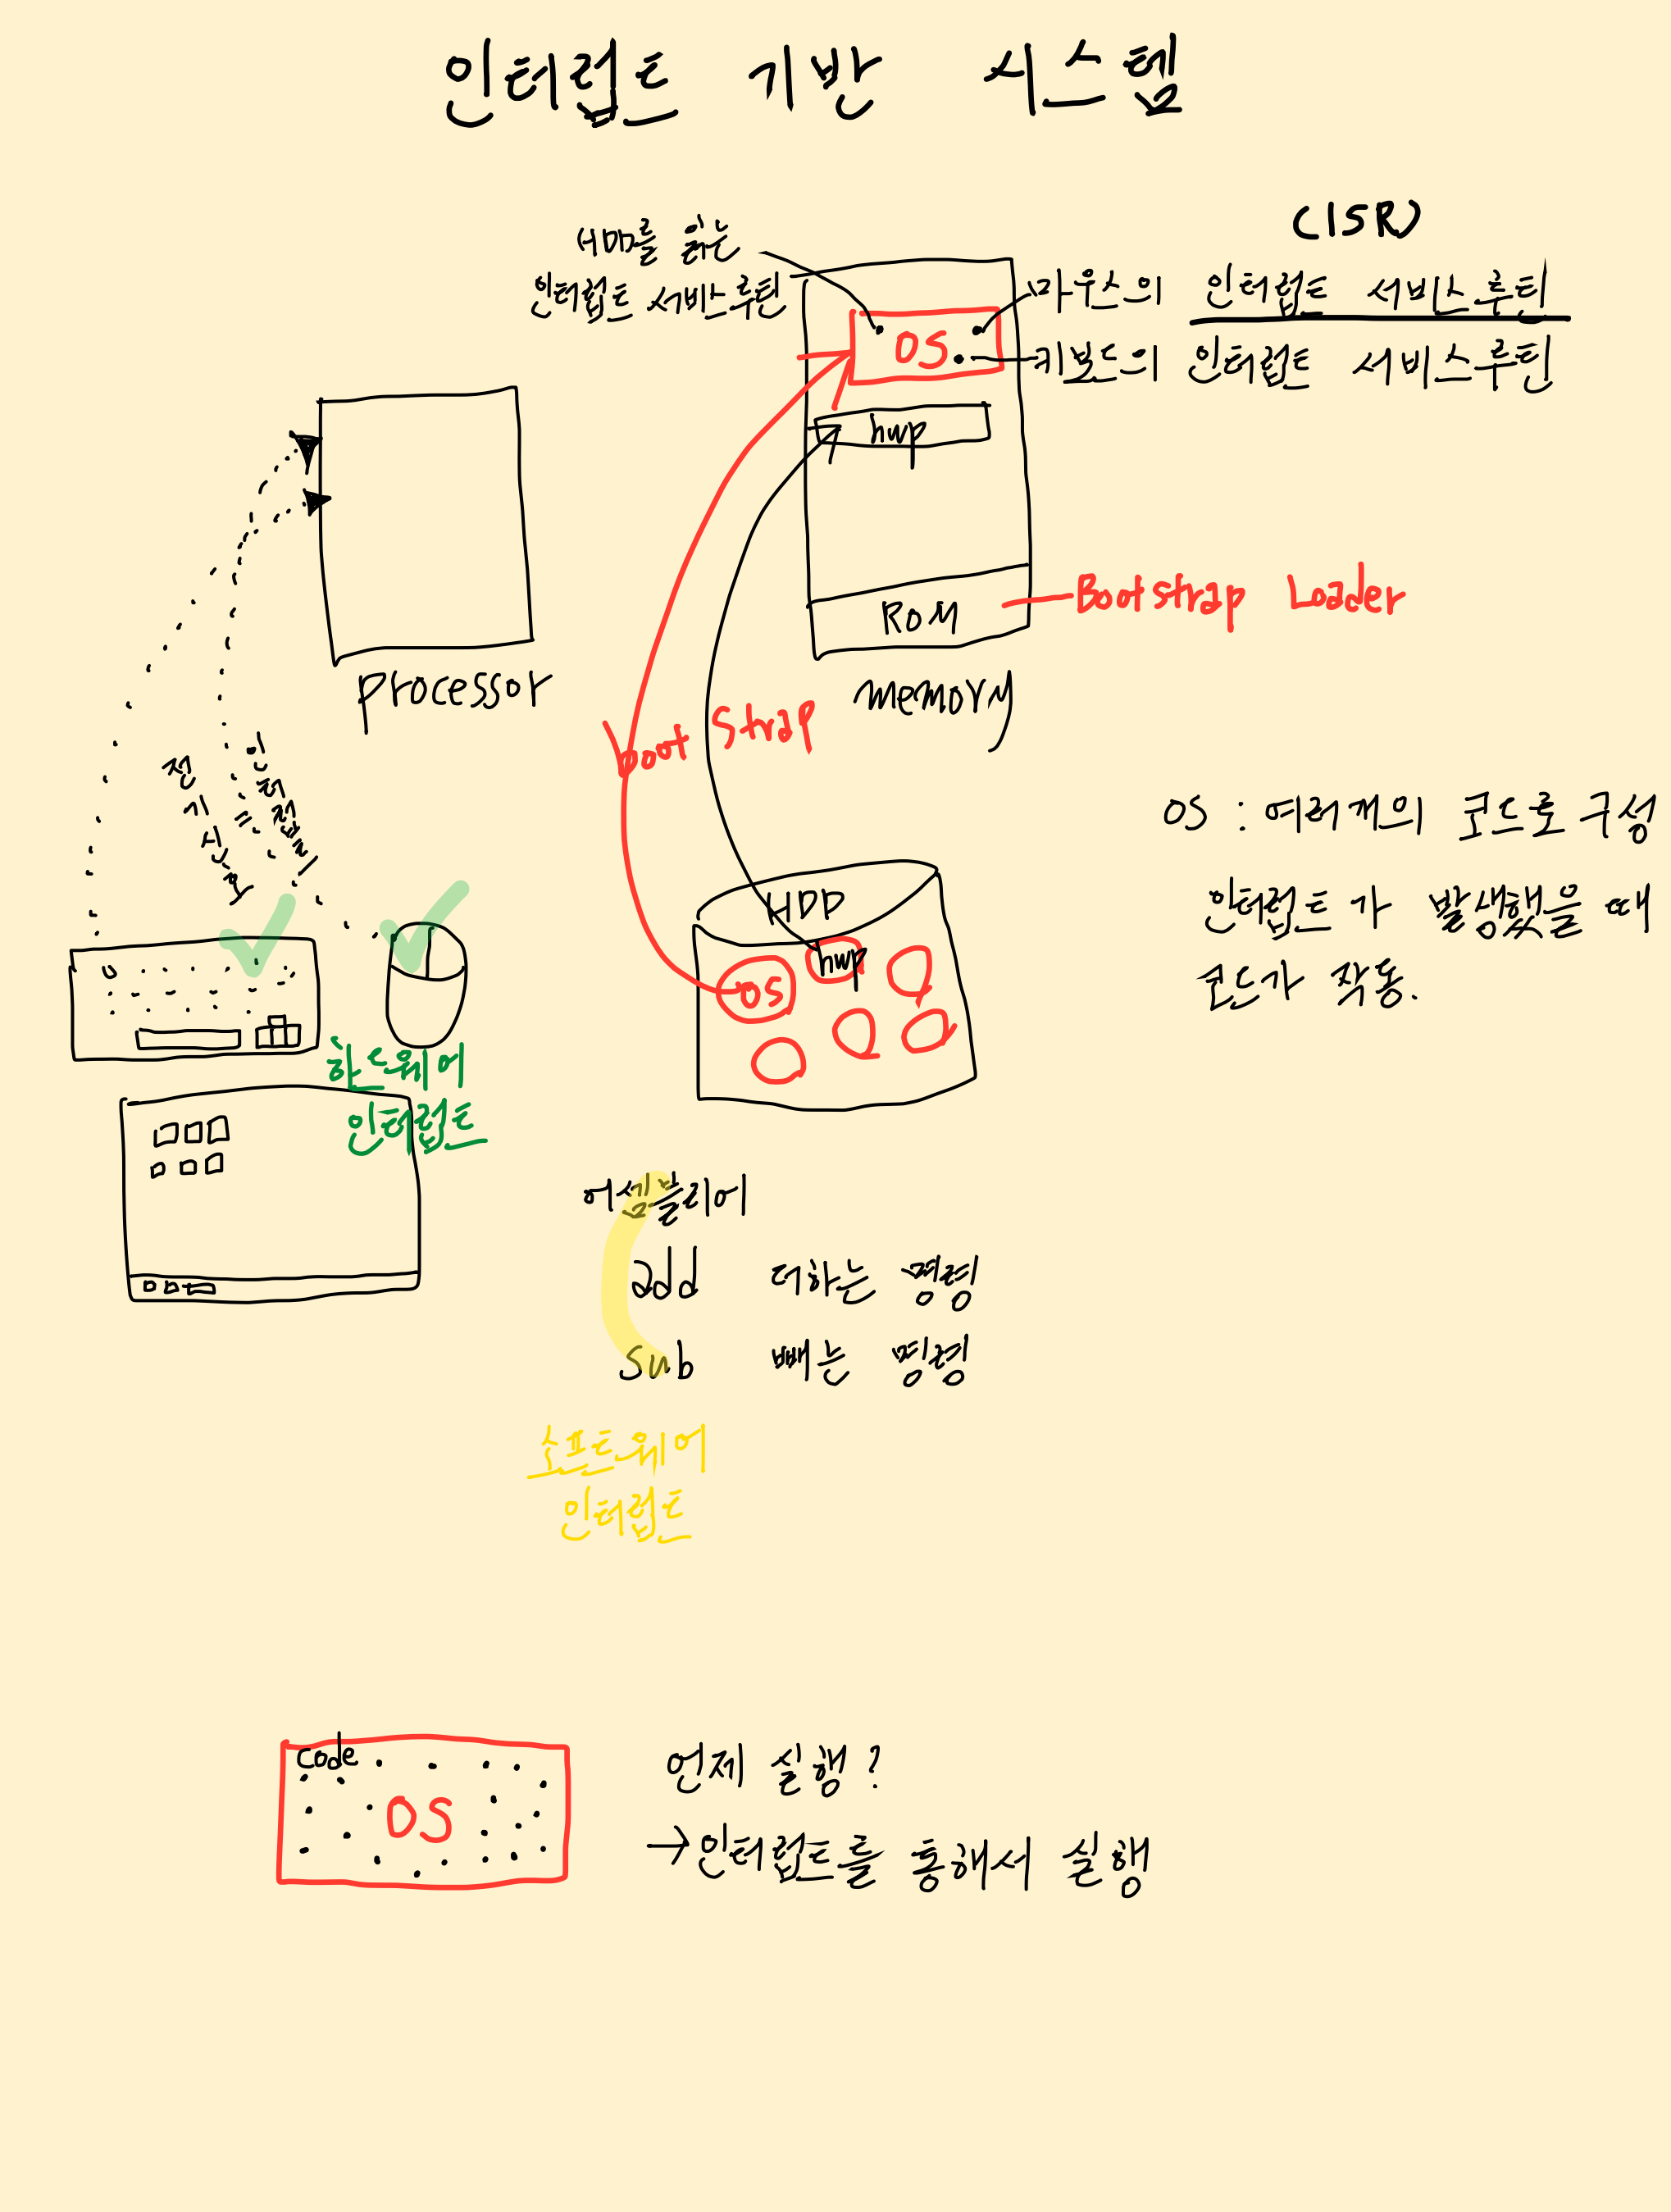 인터럽트 기반 시스템
(ISR)
읽는
인터럽트 서비스루틴
마우스의 인터럽트 서비스루틴
키보드의 인터럽트 서비스루틴
OS
hwp
ROM
Bootstrap Loader
processor
memory
boot strap
전기신호
인터럽트
OS : 여러개의 코드로 구성
인터럽트가 발생했을 때
코드가 작동.
HDD
OS
hwp
하드웨어
인터럽트
어셈블리어
add 더하는 명령
sub 빼는 명령
소프트웨어
인터럽트
code
OS
언제 실행?
→인터럽트를 통해서 실행